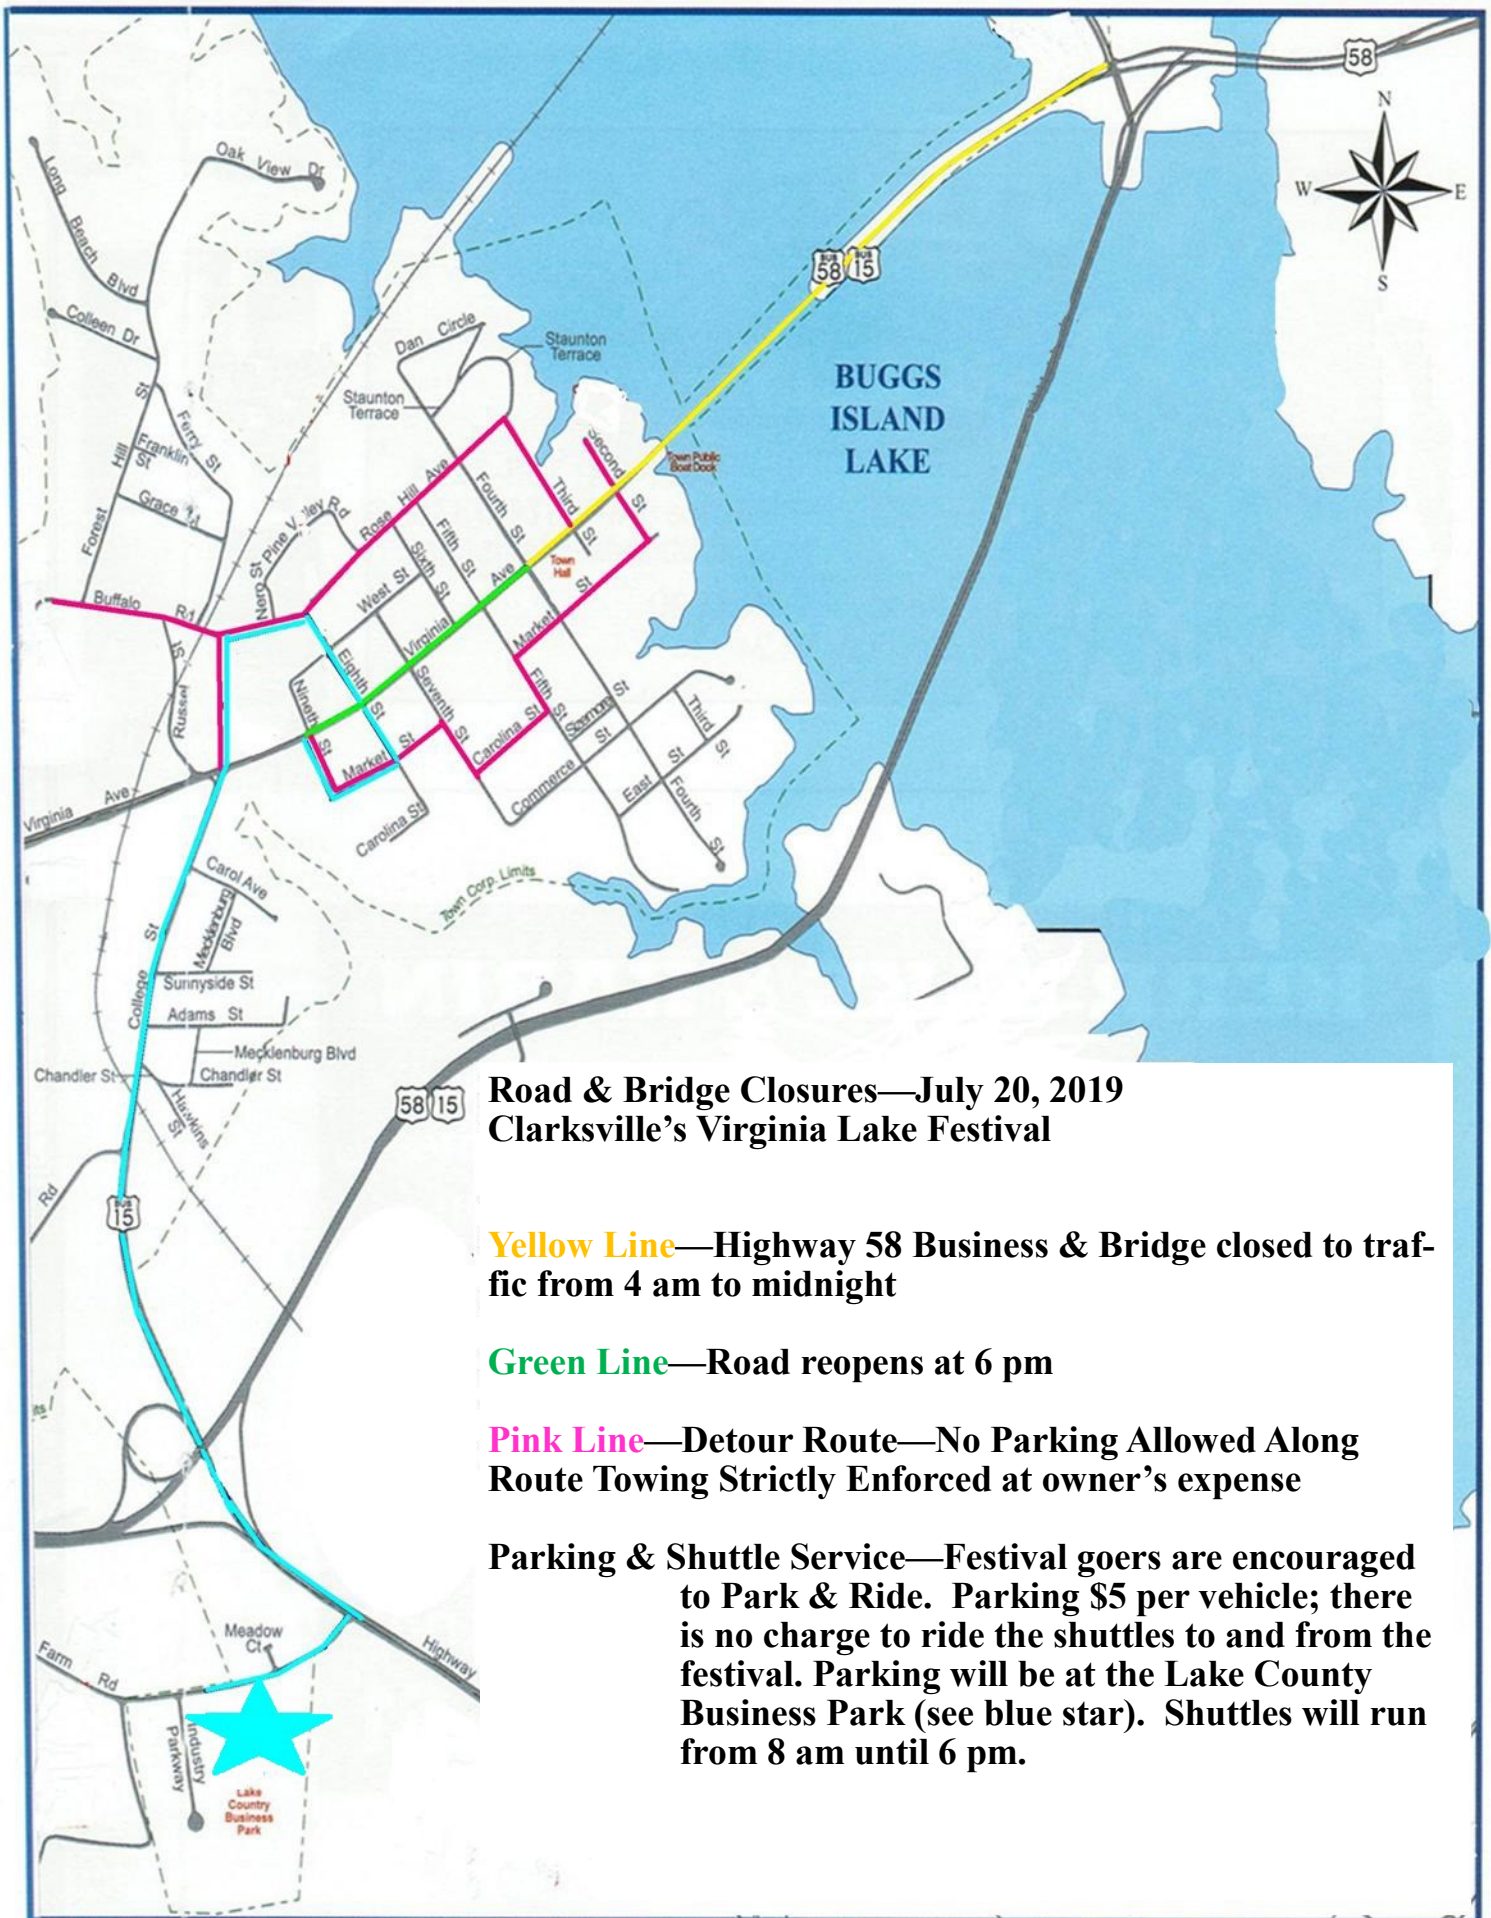 58
N
W
E
S
Oak View Dr
Long Beach Blvd
Colleen Dr
BUS
58
BUS
15
Dan Circle
Staunton
Terrace
Staunton
Terrace
BUGGS
ISLAND
LAKE
Ferry St
Franklin
St
Forest Hill St
Grace
Second St
Town Public
Boat Dock
Rose Hill Ave
Fourth St
Third St
Pine Valley Rd
Fifth St
Sixth St
Town
Hall
Nero St
West St
Buffalo Rd
Virginia Ave
Market St
Russel St
Eighth St
Seventh St
Nineth St
Fifth St
Sizemore St
Third St
Market St
Carolina St
Commerce St
East St
Fourth St
Virginia Ave
Carolina St
Carol Ave
Town Corp. Limits
Mecklenburg
Blvd
College St
Sunnyside St
Adams St
Mecklenburg Blvd
Chandler St
Chandler St
Hawkins
St
58
15
Rd
BUS
15
Road & Bridge Closures—July 20, 2019
Clarksville’s Virginia Lake Festival
Yellow Line—Highway 58 Business & Bridge closed to traf-
fic from 4 am to midnight
Green Line—Road reopens at 6 pm
Pink Line—Detour Route—No Parking Allowed Along
Route Towing Strictly Enforced at owner’s expense
Parking & Shuttle Service—Festival goers are encouraged
to Park & Ride.  Parking $5 per vehicle; there
is no charge to ride the shuttles to and from the
festival. Parking will be at the Lake County
Business Park (see blue star).  Shuttles will run
from 8 am until 6 pm.
Meadow
Ct
Highway
Farm Rd
Industry
Parkway
Lake
Country
Business
Park